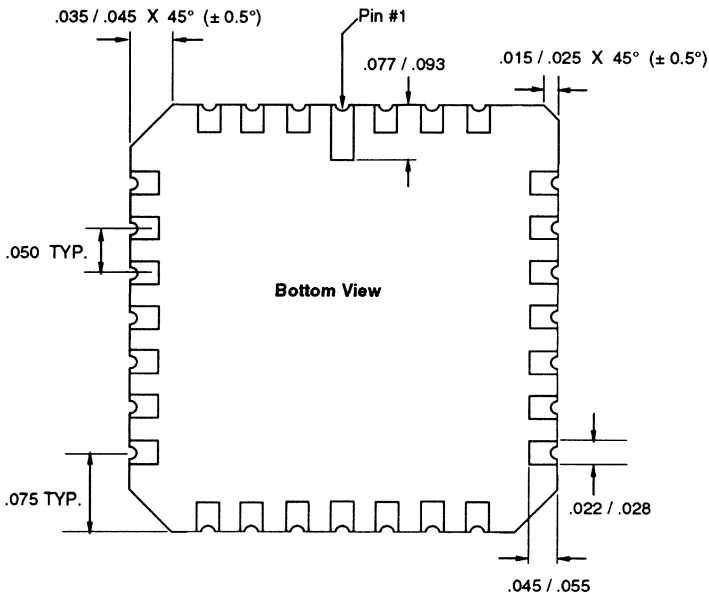 .035 / .045 X 45° (± 0.5°)
Pin #1
.077 / .093
.015 / .025 X 45° (± 0.5°)
.050 TYP.
Bottom View
.075 TYP.
.022 / .028
.045 / .055